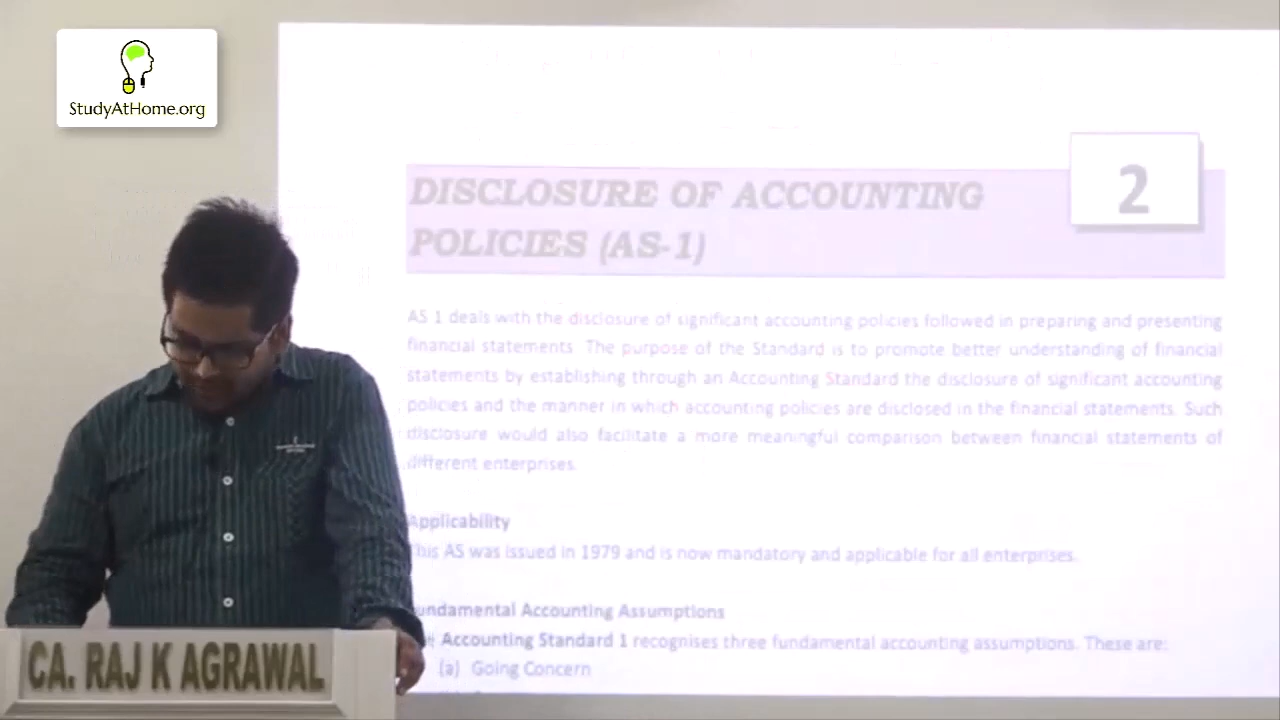 StudyAtHome.org
2
DISCLOSURE OF ACCOUNTING
POLICIES (AS-1)
AS 1 deals with the disclosure of significant accounting policies followed in preparing and presenting
financial statements. The purpose of the Standard is to promote better understanding of financial
statements by establishing through an Accounting Standard the disclosure of significant accounting
policies and the manner in which accounting policies are disclosed in the financial statements. Such
disclosure would also facilitate a more meaningful comparison between financial statements of
different enterprises.
Applicability
This AS was issued in 1979 and is now mandatory and applicable for all enterprises.
undamental Accounting Assumptions
Accounting Standard 1 recognises three fundamental accounting assumptions. These are:
(a) Going Concern
CA. RAJ K AGRAWAL